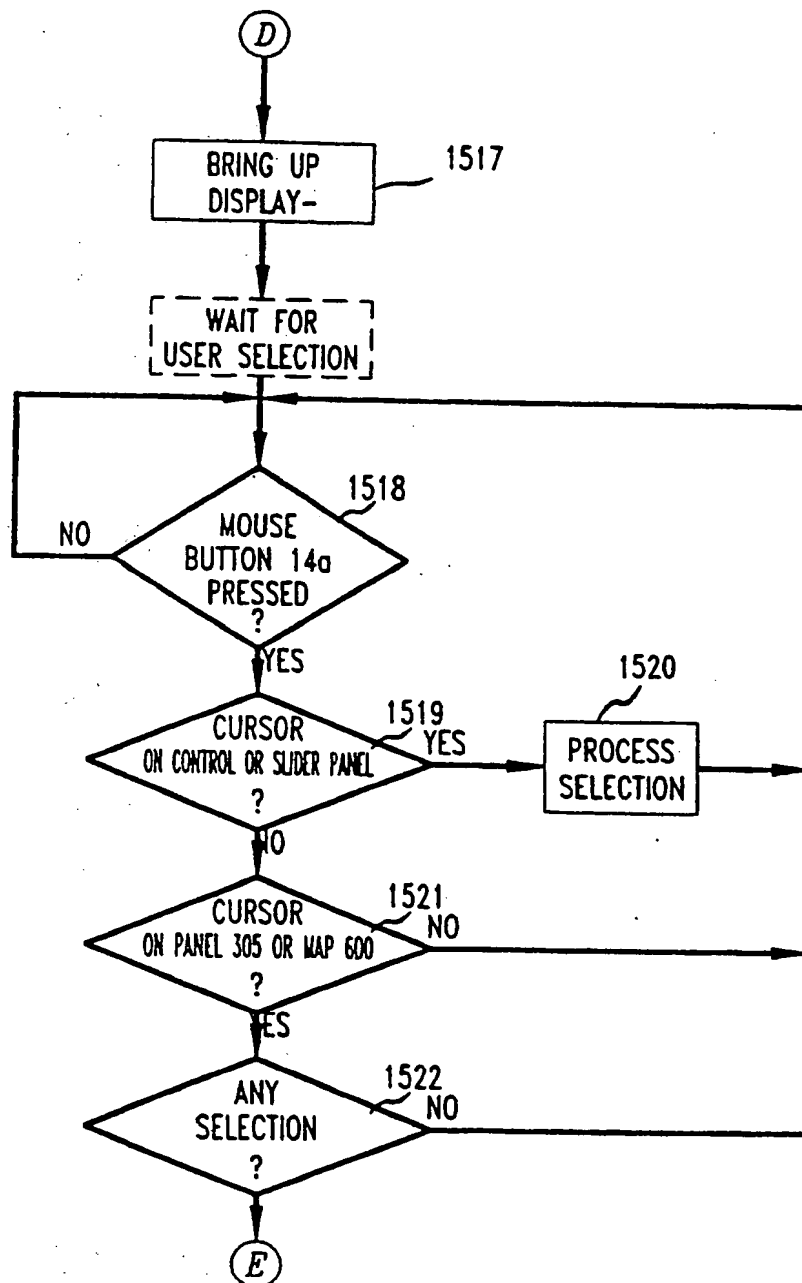 D
BRING UP
DISPLAY-
1517
WAIT FOR
USER SELECTION
1518
NO
MOUSE
BUTTON 14a
PRESSED
?
YES
1519
CURSOR
ON CONTROL OR SLIDER PANEL
?
YES
1520
PROCESS
SELECTION
NO
1521
CURSOR
ON PANEL 305 OR MAP 600
?
NO
YES
1522
ANY
SELECTION
?
NO
E